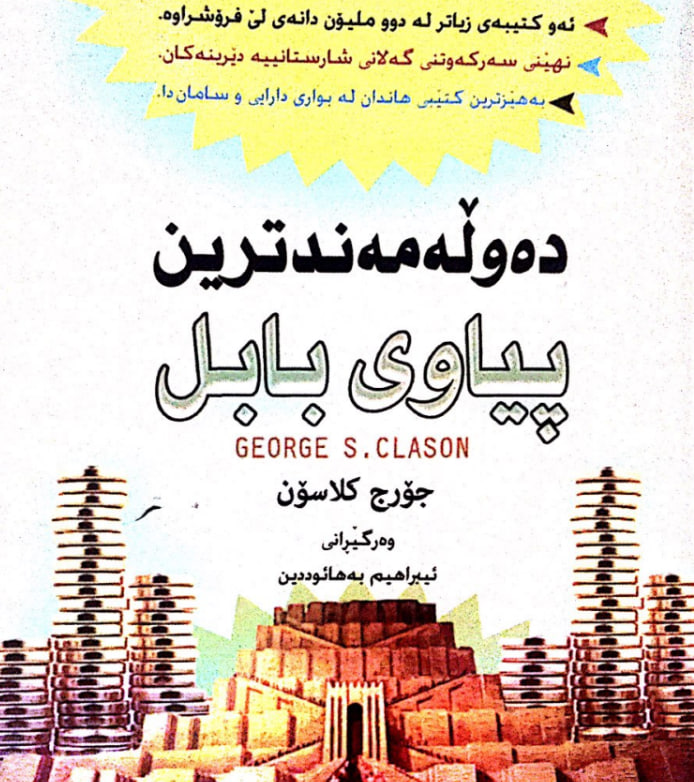 ئەو کتێبەی زیاتر لە دوو ملیۆن دانەی لێ فرۆشراوە.
نهێنی سەرکەوتنی گەلانی شارستانییە دێرینەکان.
بەهێزترین کتێبی هاندان لە بواری دارایی و سامان دا.
دەوڵەمەندترین
پیاوی بابل
GEORGE S.CLASON
جۆرج کلاسۆن
وەرگێڕانی
ئیبراهیم بەهائوددین